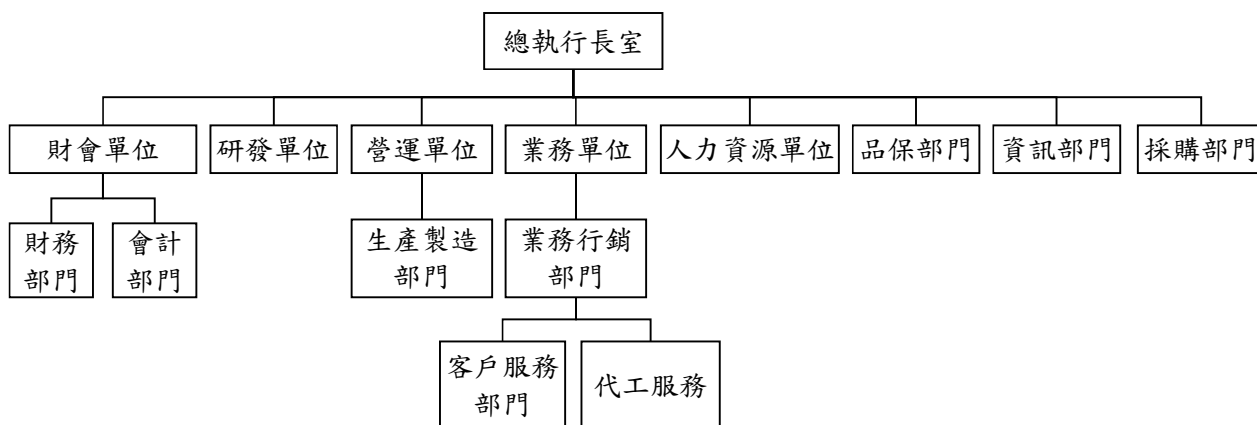 總執行長室
財會單位
研發單位
營運單位
業務單位
人力資源單位
品保部門
資訊部門
採購部門
財務
部門
會計
部門
生產製造
部門
業務行銷
部門
客戶服務
部門
代工服務